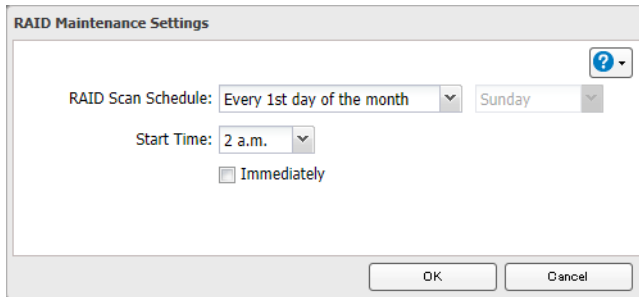 RAID Maintenance Settings
?
RAID Scan Schedule: Every 1st day of the month Sunday
Start Time: 2 a.m.
Immediately
OK Cancel